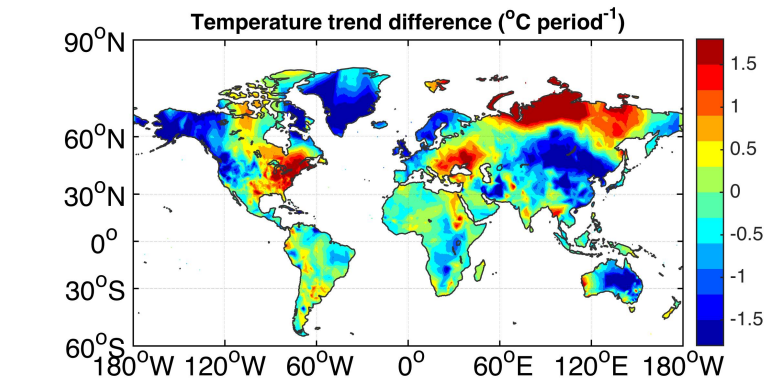 Temperature trend difference (°C period⁻¹)
90°N
60°N
30°N
0°
30°S
60°S
180°W 120°W 60°W 0° 60°E 120°E 180°W
1.5
1
0.5
0
-0.5
-1
-1.5